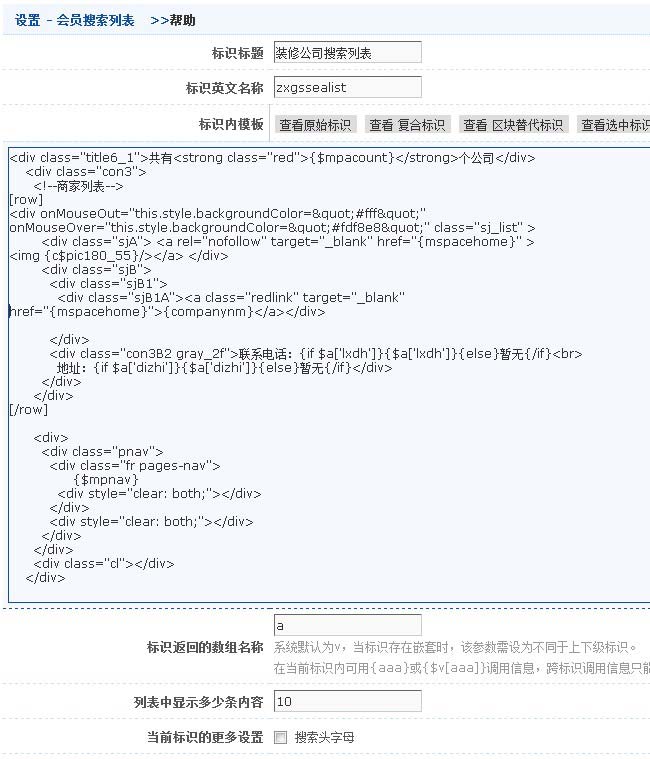 设置 - 会员搜索列表 >>帮助
标识标题 装修公司搜索列表
标识英文名称 zxgssealist
标识内模板 查看原始标识 查看 复合标识 查看 区块替代标识 查看选中标识
<div class="title6_1">共有<strong class="red">{$mpacount}</strong>个公司</div>
<div class="con3">
<!--商家列表-->
[row]
<div onMouseOut="this.style.backgroundColor=&quot;#fff&quot;"
onMouseOver="this.style.backgroundColor=&quot;#fdf8e8&quot;" class="sj_list" >
<div class="sjA"> <a rel="nofollow" target="_blank" href="{mspacehome}" >
<img {c$pic180_55}/></a> </div>
<div class="sjB">
<div class="sjB1">
<div class="sjB1A"><a class="redlink" target="_blank"
href="{mspacehome}">{companynm}</a></div>
</div>
<div class="con3B2 gray_2f">联系电话：{if $a['lxdh']}{$a['lxdh']}{else}暂无{/if}<br>
地址：{if $a['dizhi']}{$a['dizhi']}{else}暂无{/if}</div>
</div>
</div>
[/row]
<div>
<div class="pnav">
<div class="fr pages-nav">
{$mpnav}
<div style="clear: both;"></div>
</div>
<div style="clear: both;"></div>
</div>
</div>
<div class="cl"></div>
</div>
标识返回的数组名称 a
系统默认为v，当标识存在嵌套时，该参数需设为不同于上下级标识。
在当前标识内可用{aaa}或{$v[aaa]}调用信息，跨标识调用信息只能
列表中显示多少条内容 10
当前标识的更多设置 搜索头字母